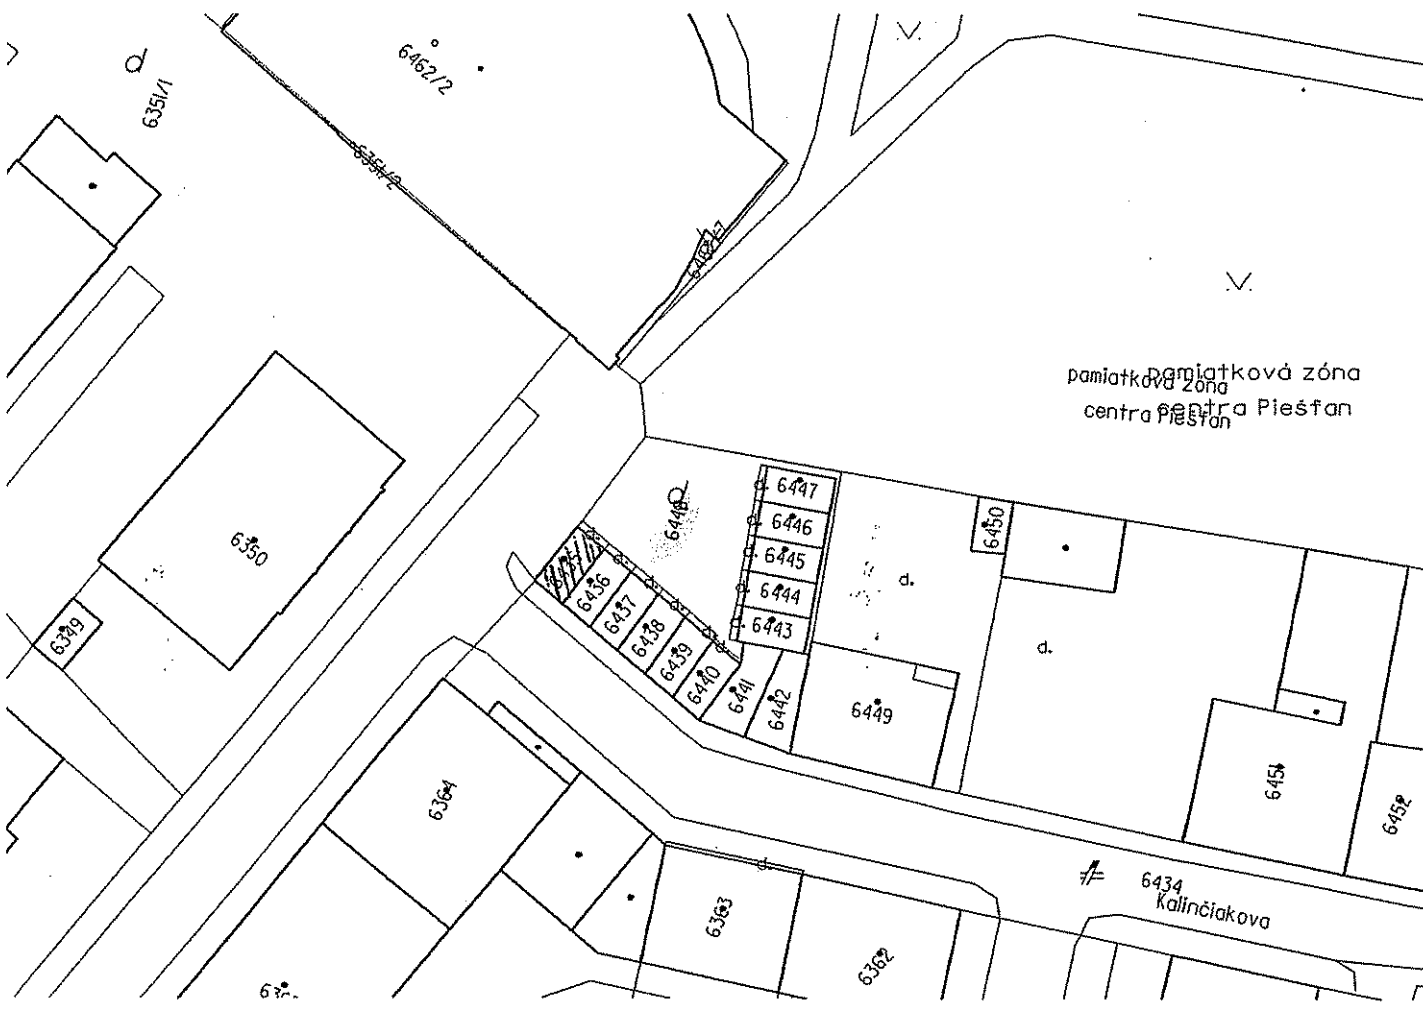 d
6351/1
6462/2
6351/2
pamiatková zóna
centra Piešťan
pamiatková zóna
centra Piešťan
6350
6349
6448
d.
6447
d.
6446
d.
6445
d.
6444
d.
6443
d.
d.
d.
d.
d.
d.
6436
6437
6438
6439
6440
6441
6442
6449
d.
d.
6450
6451
6452
6364
6363
d.
6362
6434
Kalinčiakova